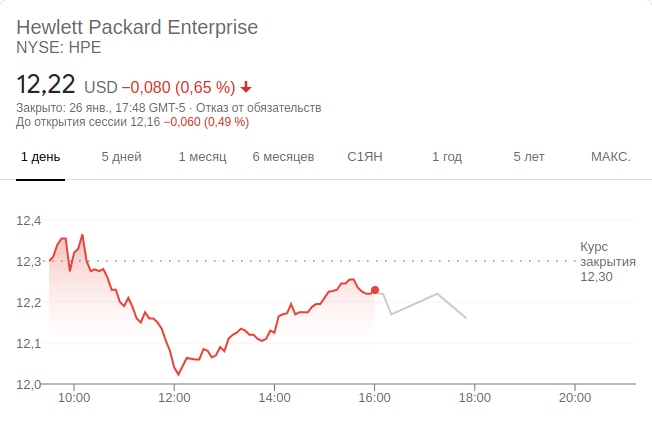 Hewlett Packard Enterprise
NYSE: HPE
12,22 USD −0,080 (0,65 %)
Закрыто: 26 янв., 17:48 GMT-5 · Отказ от обязательств
До открытия сессии 12,16 −0,060 (0,49 %)
1 день 5 дней 1 месяц 6 месяцев С1ЯН 1 год 5 лет МАКС.
12,4
12,3
12,2
12,1
12,0
Курс
закрытия
12,30
10:00 12:00 14:00 16:00 18:00 20:00